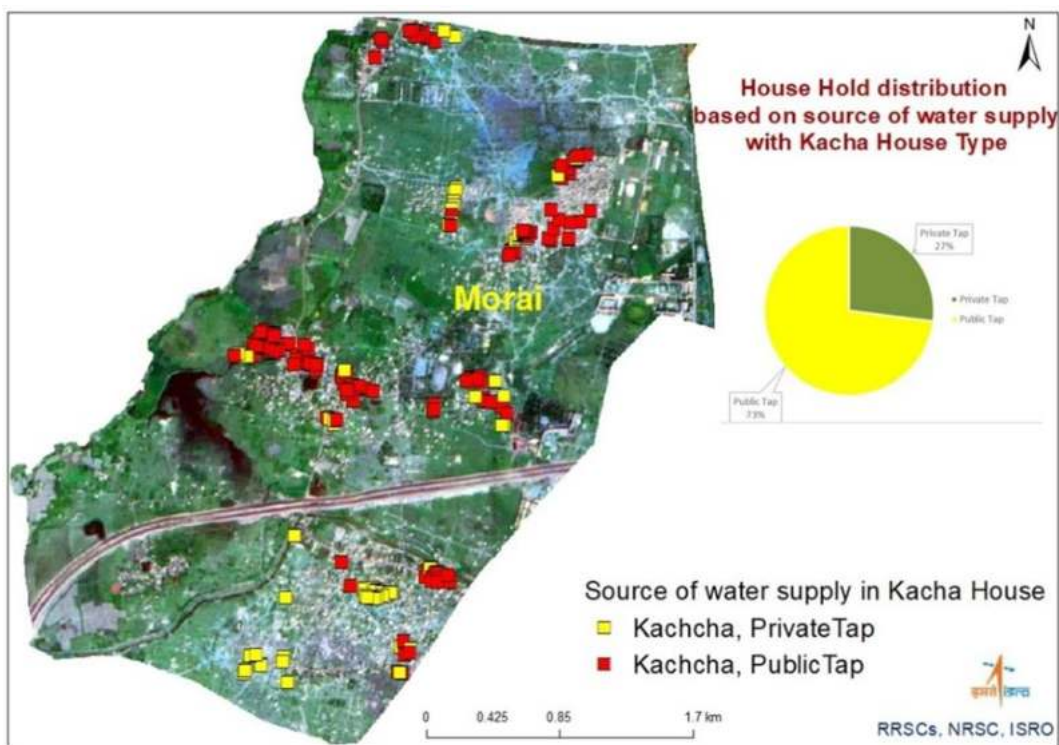 N
House Hold distribution
based on source of water supply
with Kacha House Type
Private Tap
27%
Private Tap
Public Tap
Public Tap
73%
Morai
Source of water supply in Kacha House
Kachcha, PrivateTap
Kachcha, PublicTap
0 0.425 0.85 1.7 km
इसरो isro
RRSCs, NRSC, ISRO